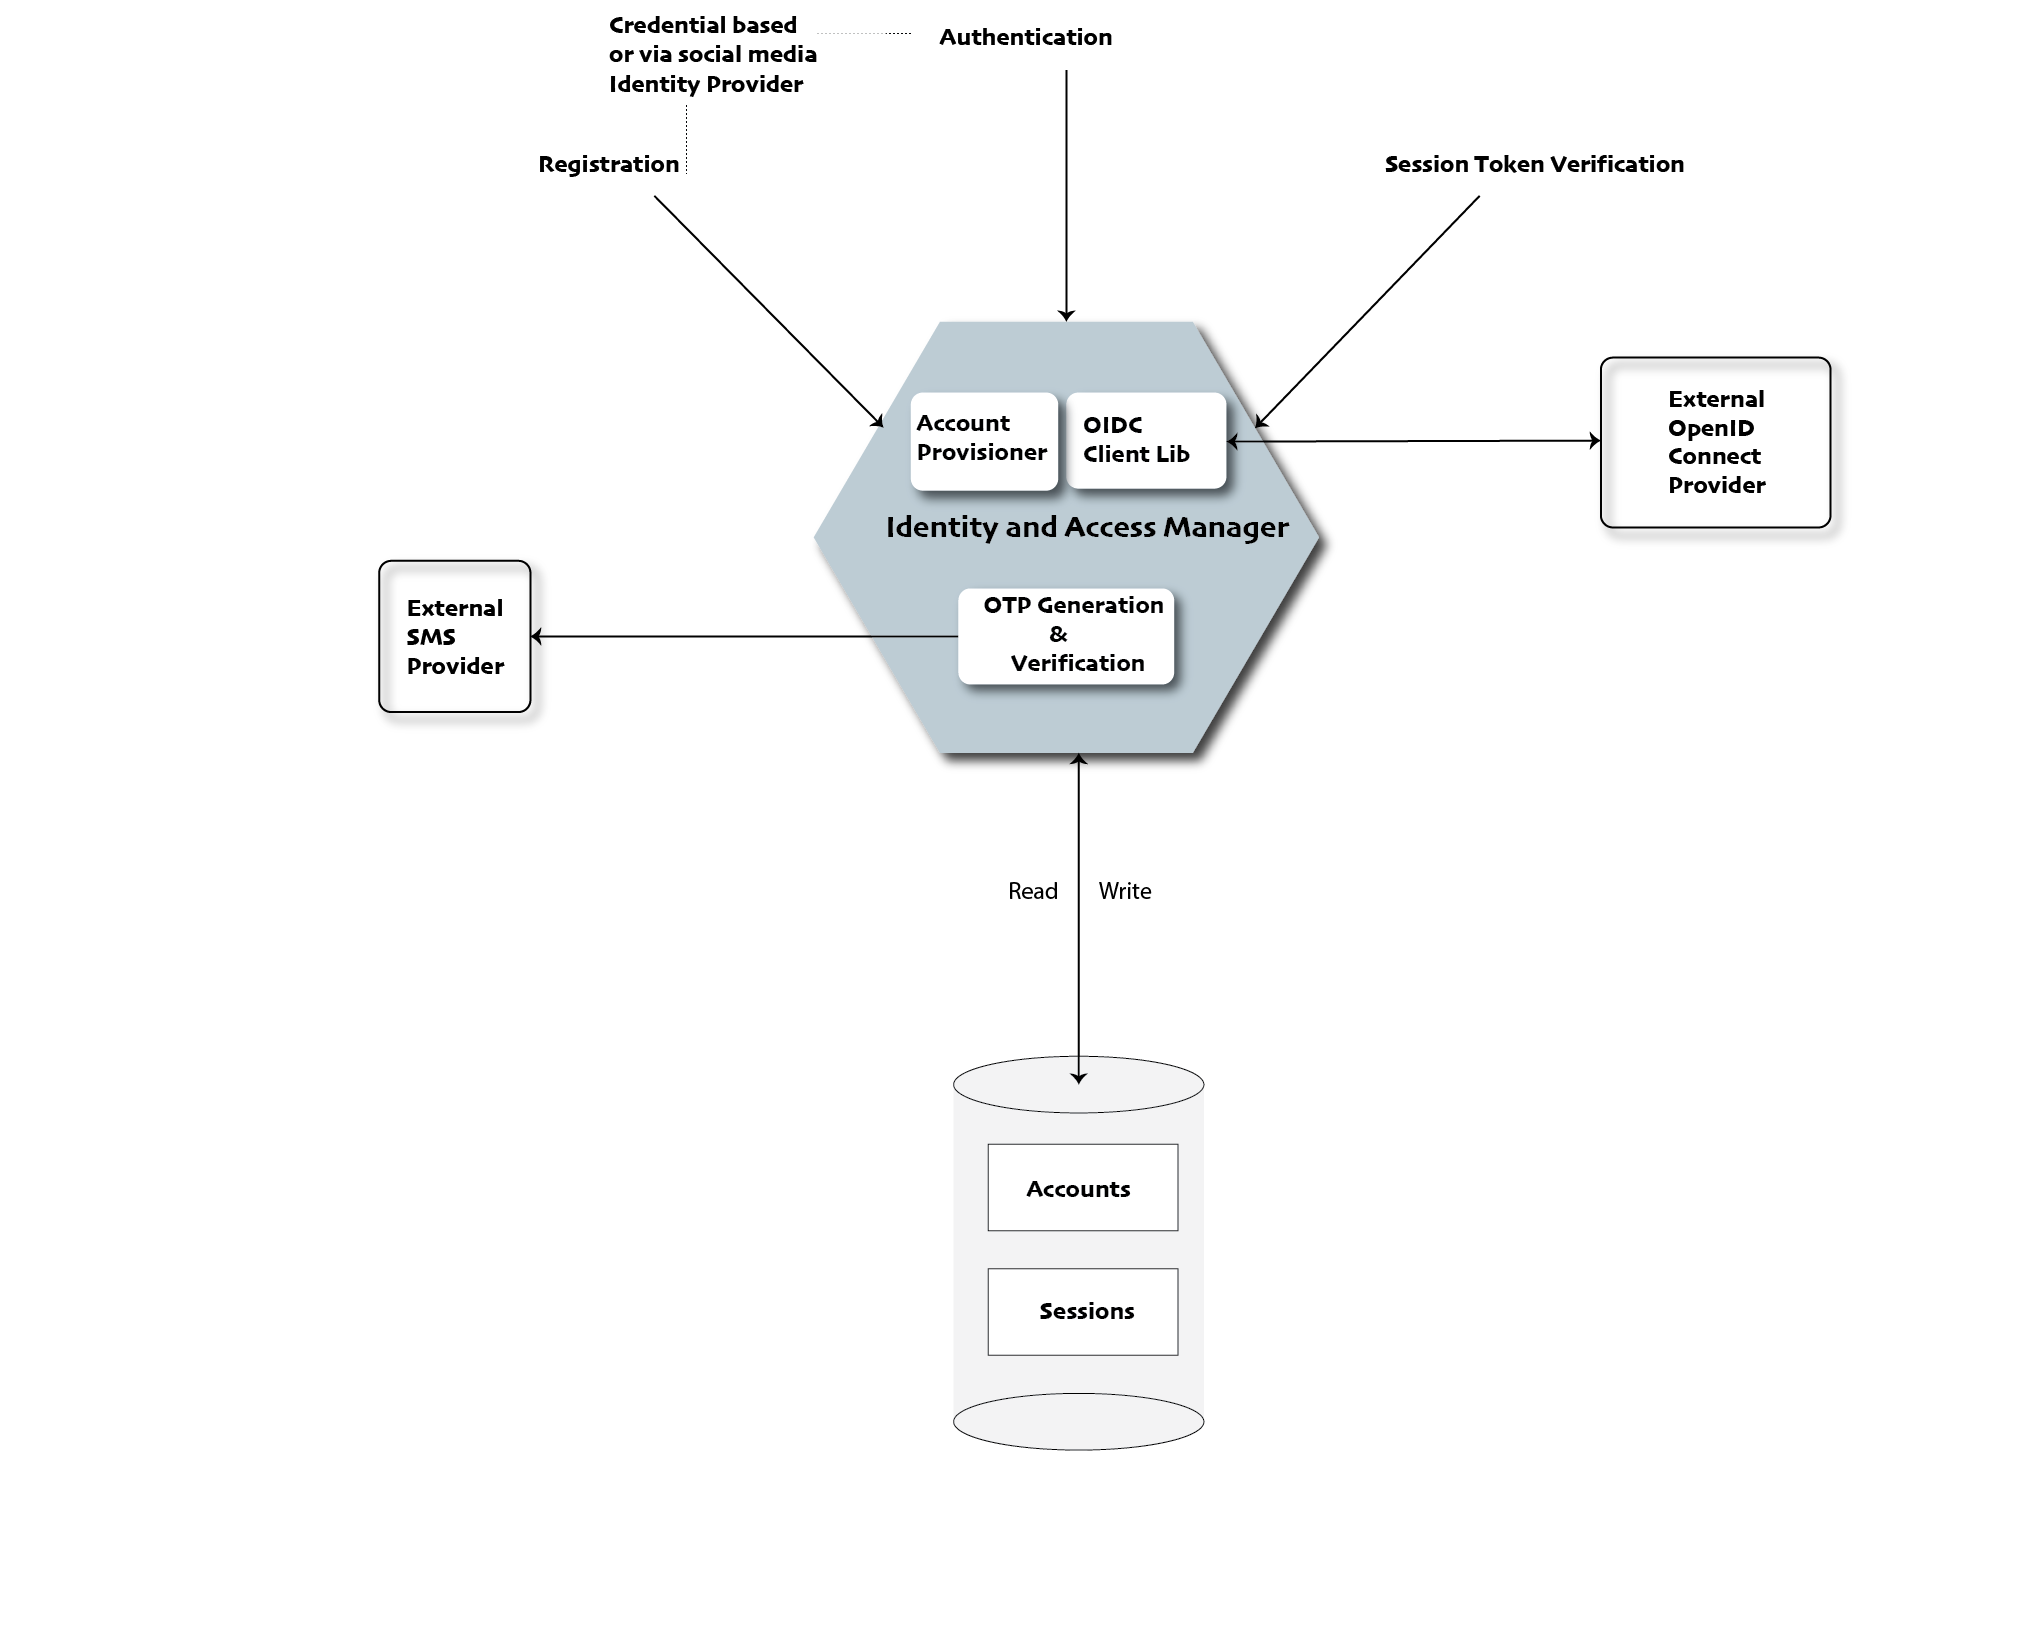 Credential based
or via social media
Identity Provider
Authentication
Registration
Session Token Verification
Account
Provisioner
OIDC
Client Lib
External
OpenID
Connect
Provider
Identity and Access Manager
External
SMS
Provider
OTP Generation
&
Verification
Read
Write
Accounts
Sessions